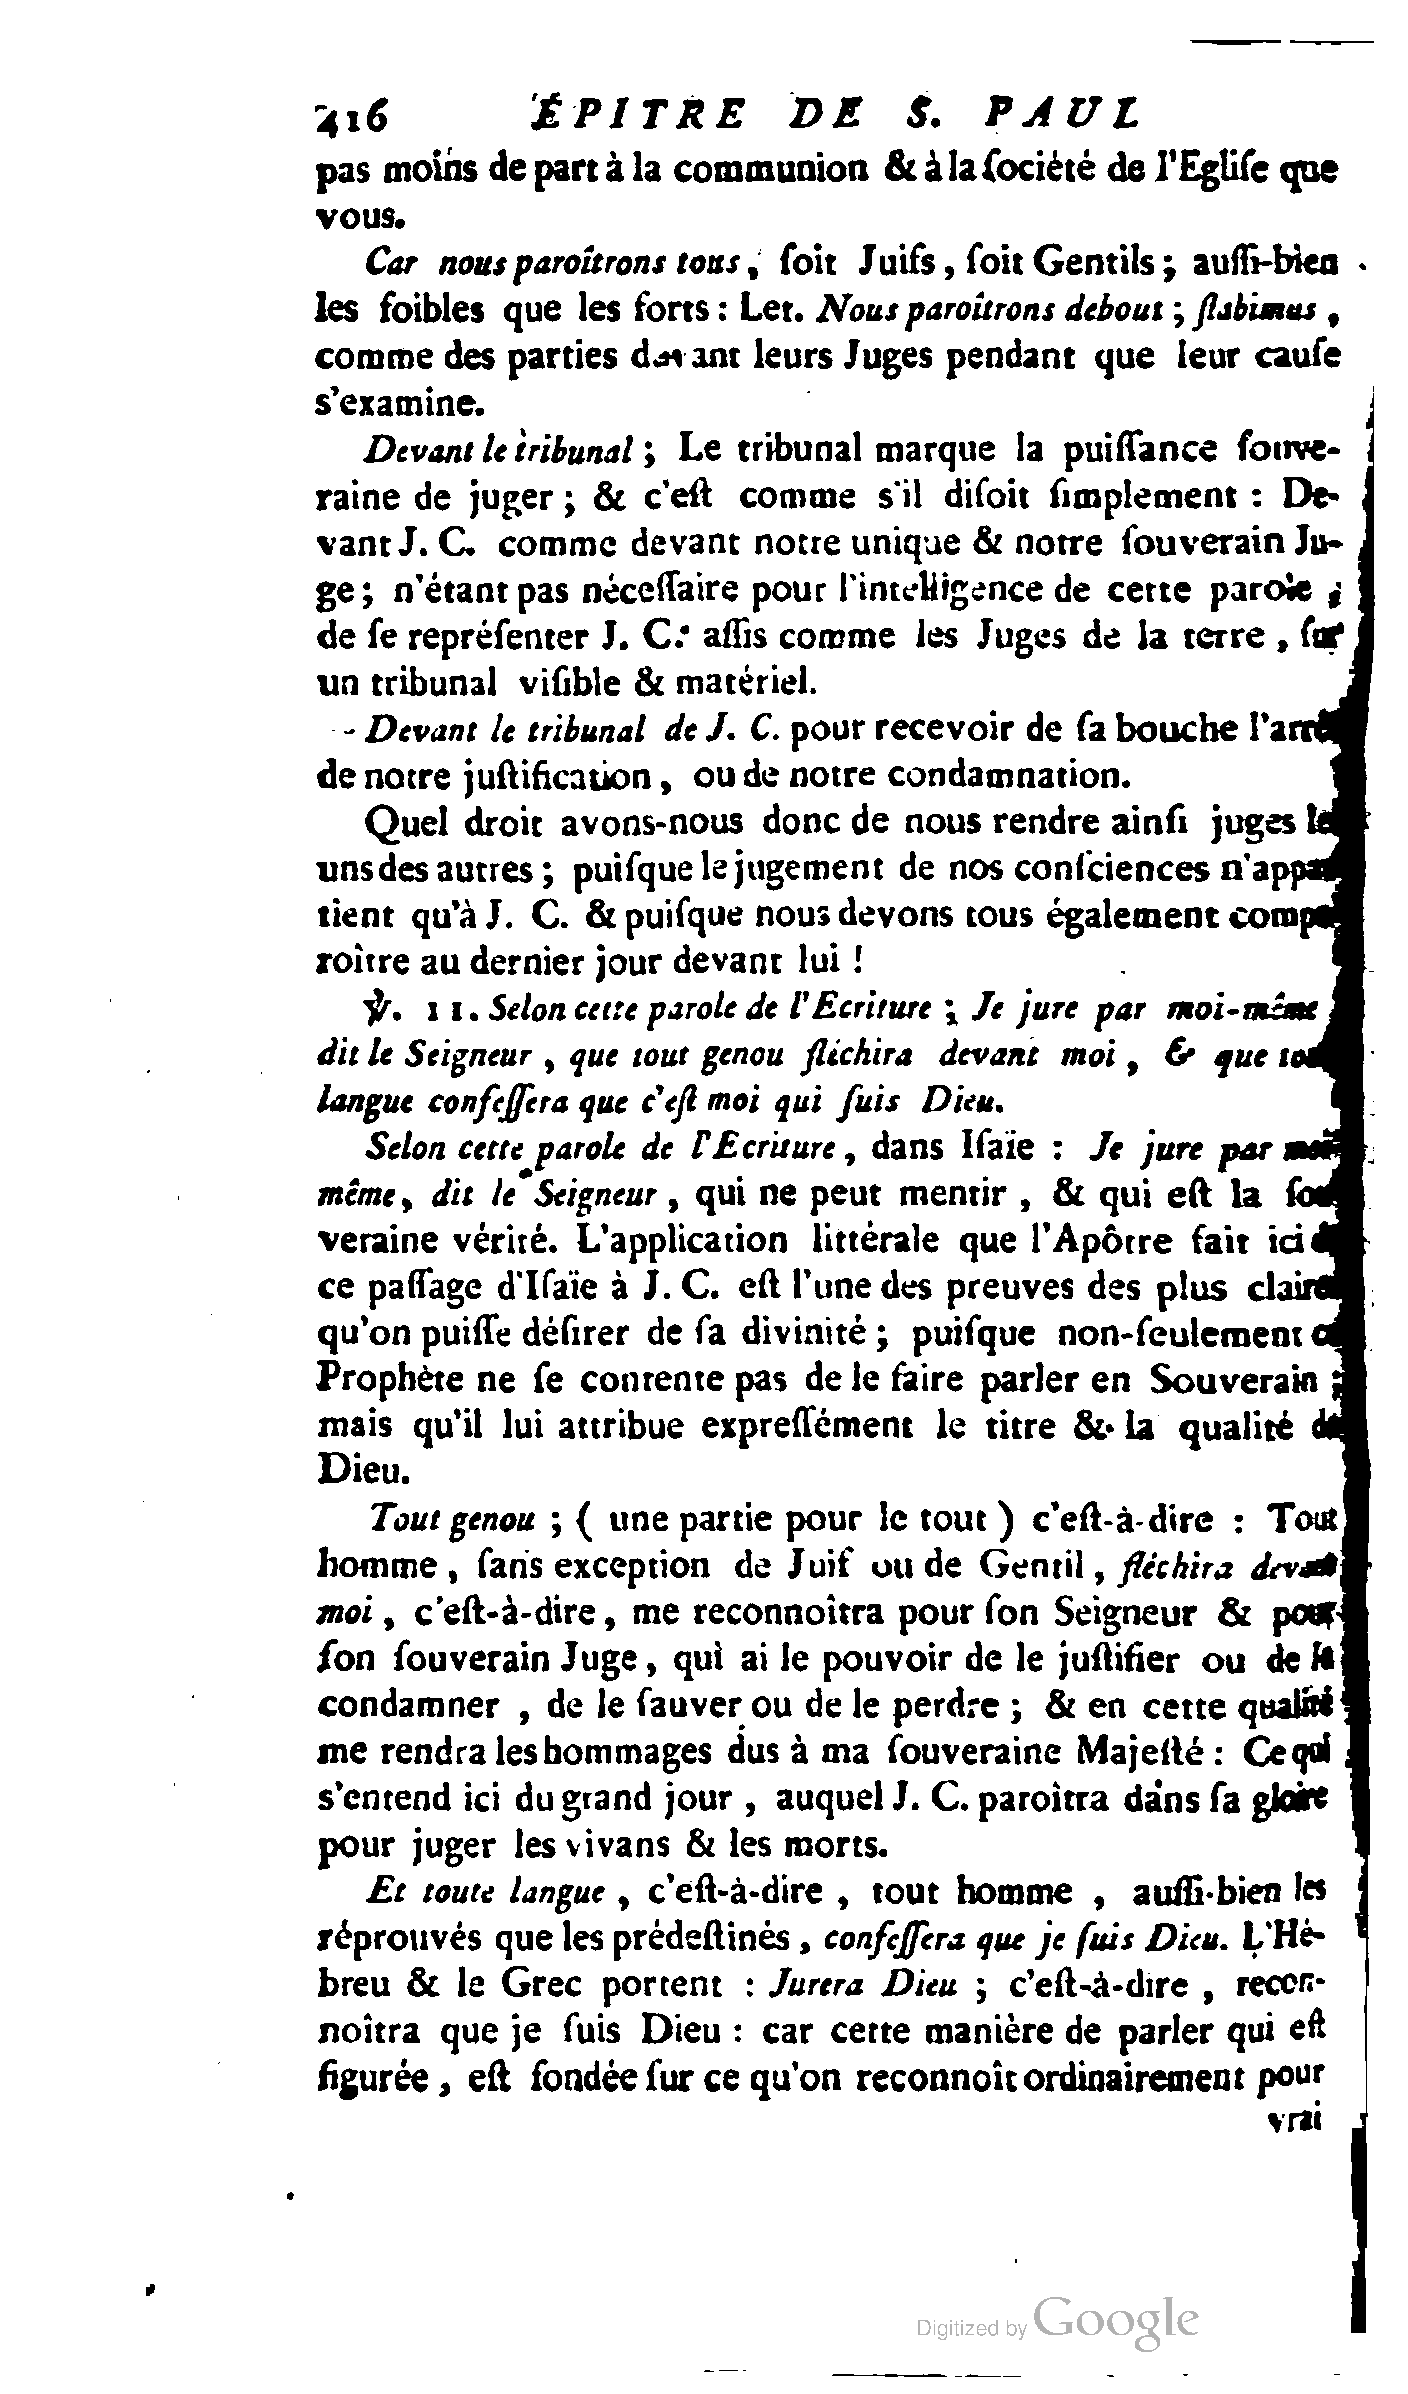 416 ÉPITRE DE S. PAUL
pas moins de part à la communion & à la ſociété de l'Egliſe que
vous.
Car nous paroîtrons tous, ſoit Juifs, ſoit Gentils; auſſi-bien
les foibles que les forts : Let. Nous paroîtrons debout ; ſtabimus,
comme des parties devant leurs Juges pendant que leur cauſe
s'examine.
Devant le tribunal ; Le tribunal marque la puiſſance ſouve-
raine de juger ; & c'eſt comme s'il diſoit ſimplement : De-
vant J. C. comme devant notre unique & notre ſouverain Ju-
ge ; n'étant pas néceſſaire pour l'intelligence de cette parole,
de ſe repréſenter J. C. aſſis comme les Juges de la terre, ſur
un tribunal viſible & matériel.
Devant le tribunal de J. C. pour recevoir de ſa bouche l'arrêt
de notre juſtification, ou de notre condamnation.
Quel droit avons-nous donc de nous rendre ainſi juges les
uns des autres ; puiſque le jugement de nos conſciences n'appar
tient qu'à J. C. & puiſque nous devons tous également compa
roître au dernier jour devant lui !
℣. 11. Selon cette parole de l'Ecriture ; Je jure par moi-même
dit le Seigneur, que tout genou fléchira devant moi, & que toute
langue confeſſera que c'eſt moi qui ſuis Dieu.
Selon cette parole de l'Ecriture, dans Iſaïe : Je jure par moi
même, dit le Seigneur, qui ne peut mentir, & qui eſt la ſou
veraine vérité. L'application littérale que l'Apôtre fait ici de
ce paſſage d'Iſaïe à J. C. eſt l'une des preuves des plus claires
qu'on puiſſe déſirer de ſa divinité ; puiſque non-ſeulement ce
Prophète ne ſe contente pas de le faire parler en Souverain ;
mais qu'il lui attribue expreſſément le titre & la qualité de
Dieu.
Tout genou ; ( une partie pour le tout ) c'eſt-à-dire : Tout
homme, ſans exception de Juif ou de Gentil, fléchira devant
moi, c'eſt-à-dire, me reconnoîtra pour ſon Seigneur & pour
ſon ſouverain Juge, qui ai le pouvoir de le juſtifier ou de le
condamner, de le ſauver ou de le perdre ; & en cette qualité
me rendra les hommages dus à ma ſouveraine Majeſté : Ce qui
s'entend ici du grand jour, auquel J. C. paroîtra dans ſa gloire
pour juger les vivans & les morts.
Et toute langue, c'eſt-à-dire, tout homme, auſſi-bien les
réprouvés que les prédeſtinés, confeſſera que je ſuis Dieu. L'Hé-
breu & le Grec portent : Jurera Dieu ; c'eſt-à-dire, recon-
noîtra que je ſuis Dieu : car cette manière de parler qui eſt
figurée, eſt fondée ſur ce qu'on reconnoît ordinairement pour
vrai
Digitized by Google